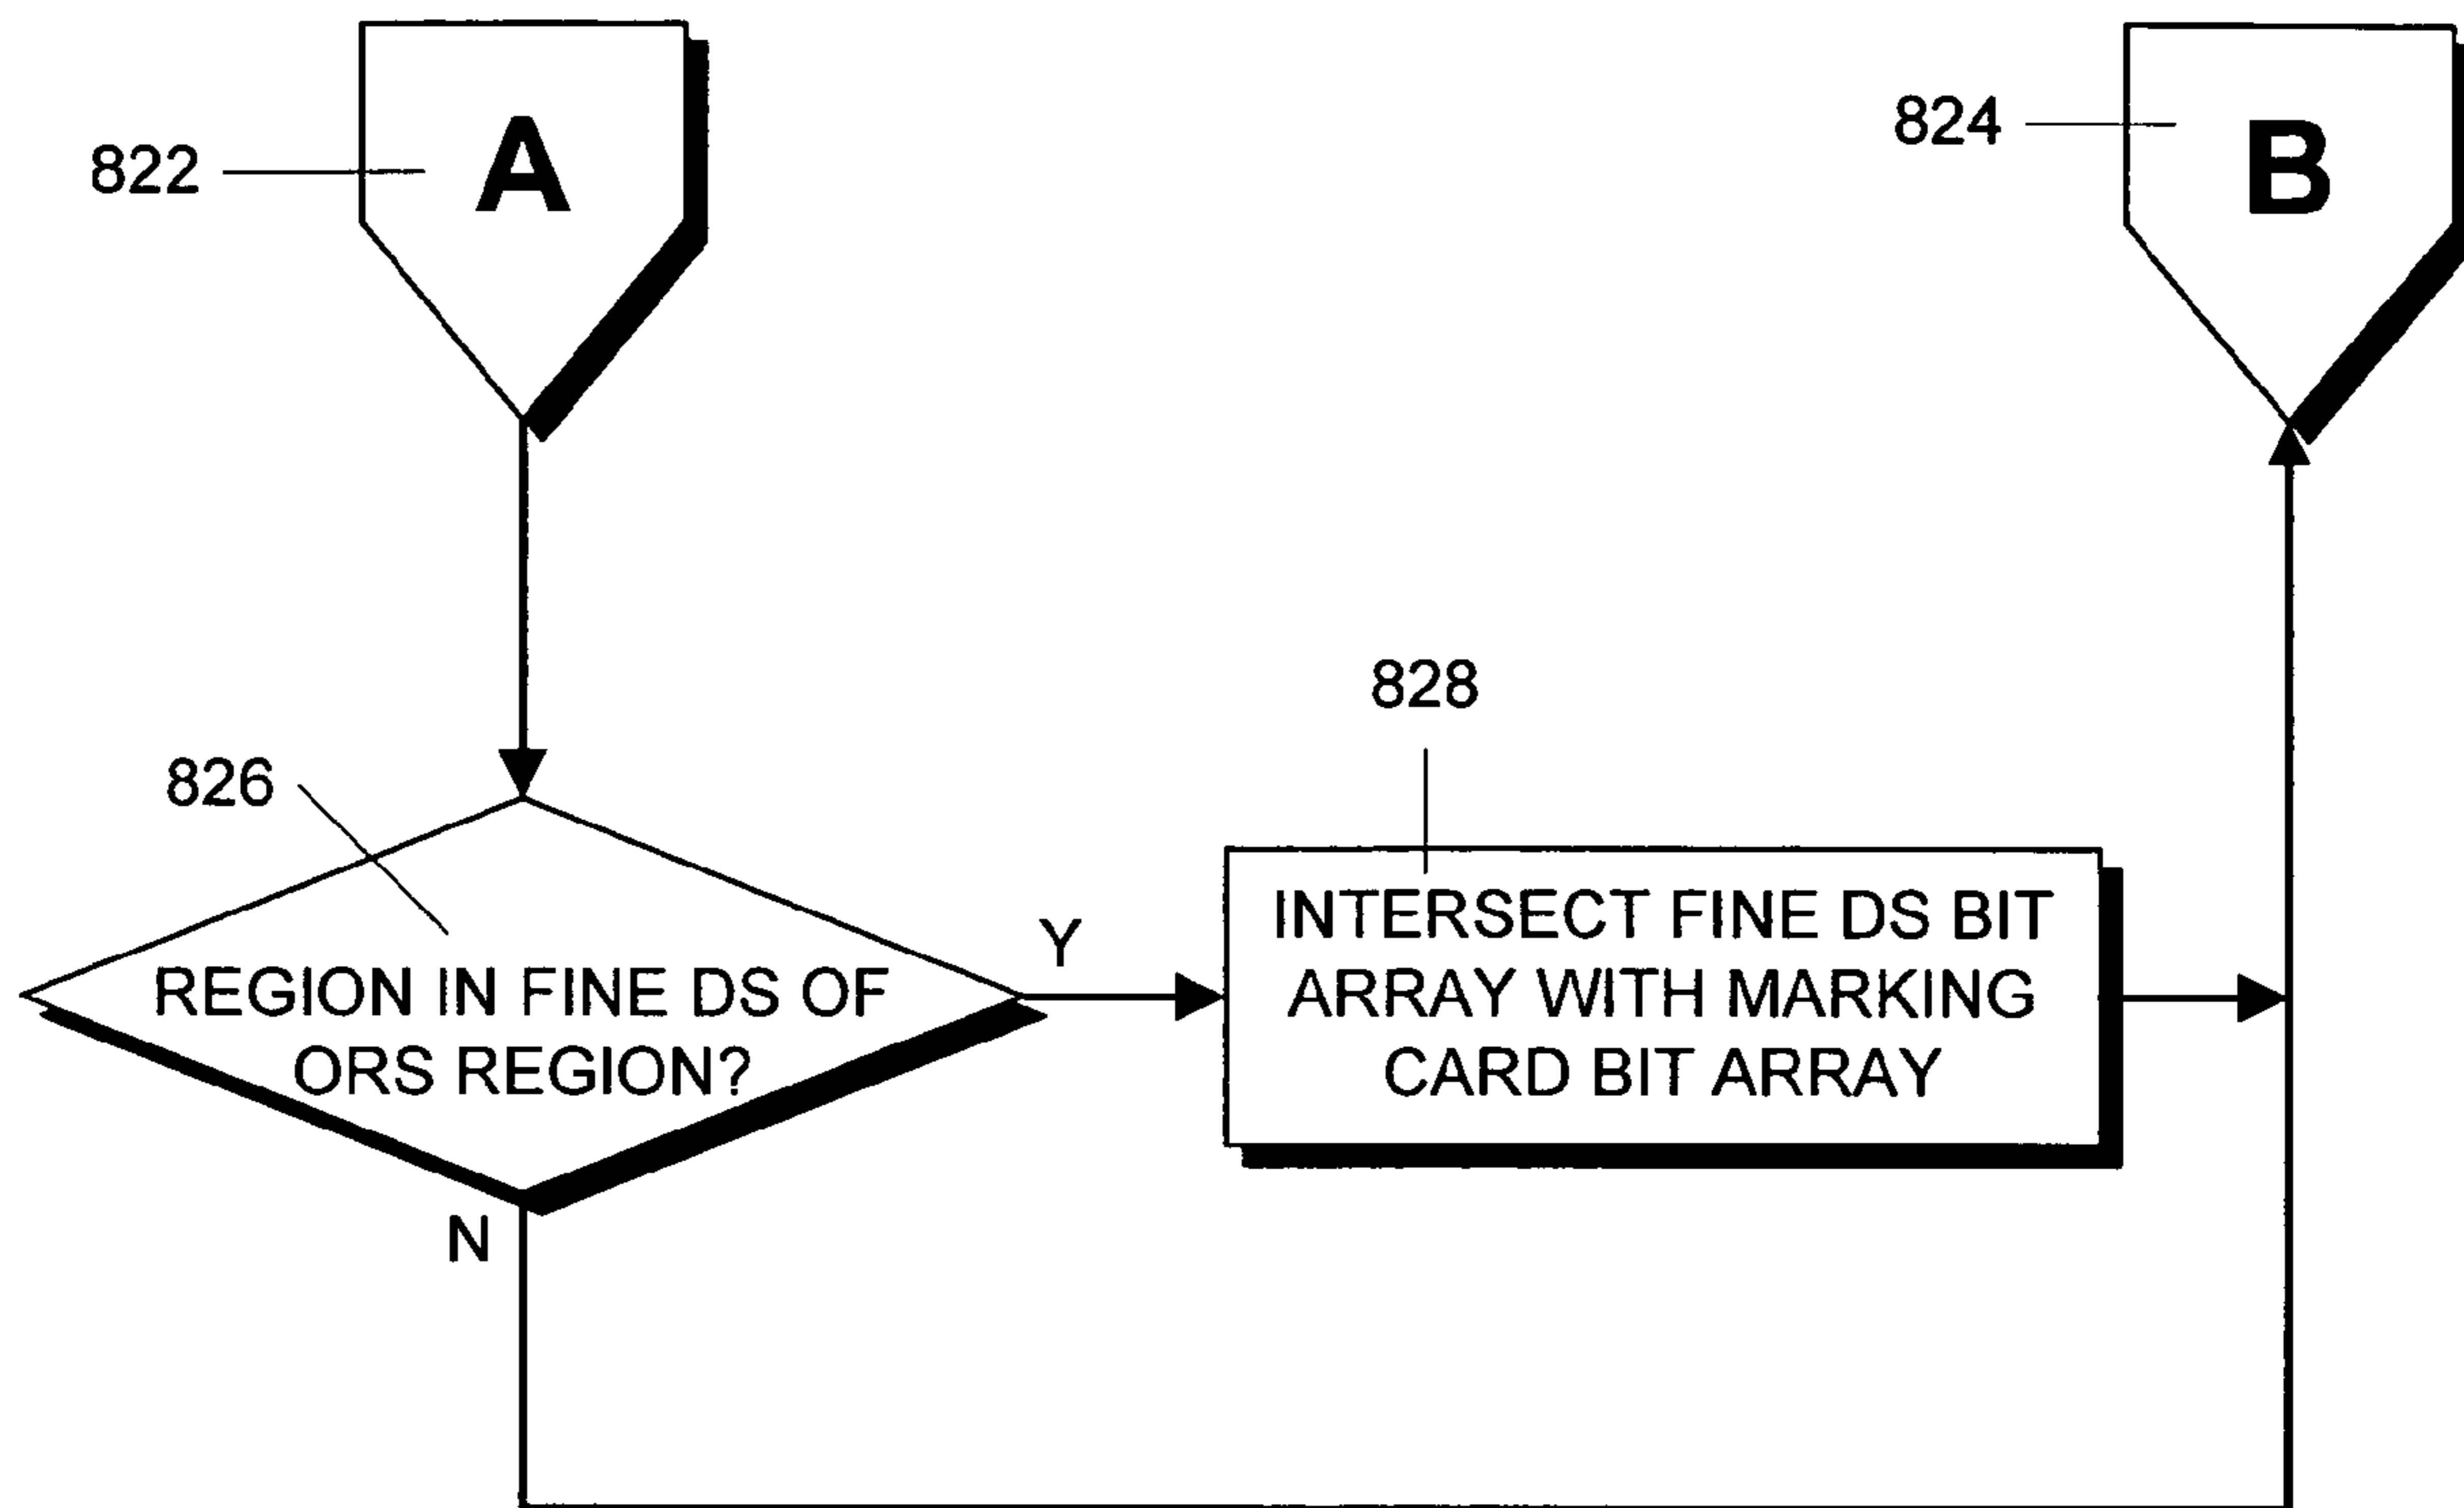 A
822
824
B
828
826
Y
INTERSECT FINE DS BIT
ARRAY WITH MARKING
CARD BIT ARRAY
REGION IN FINE DS OF
ORS REGION?
N